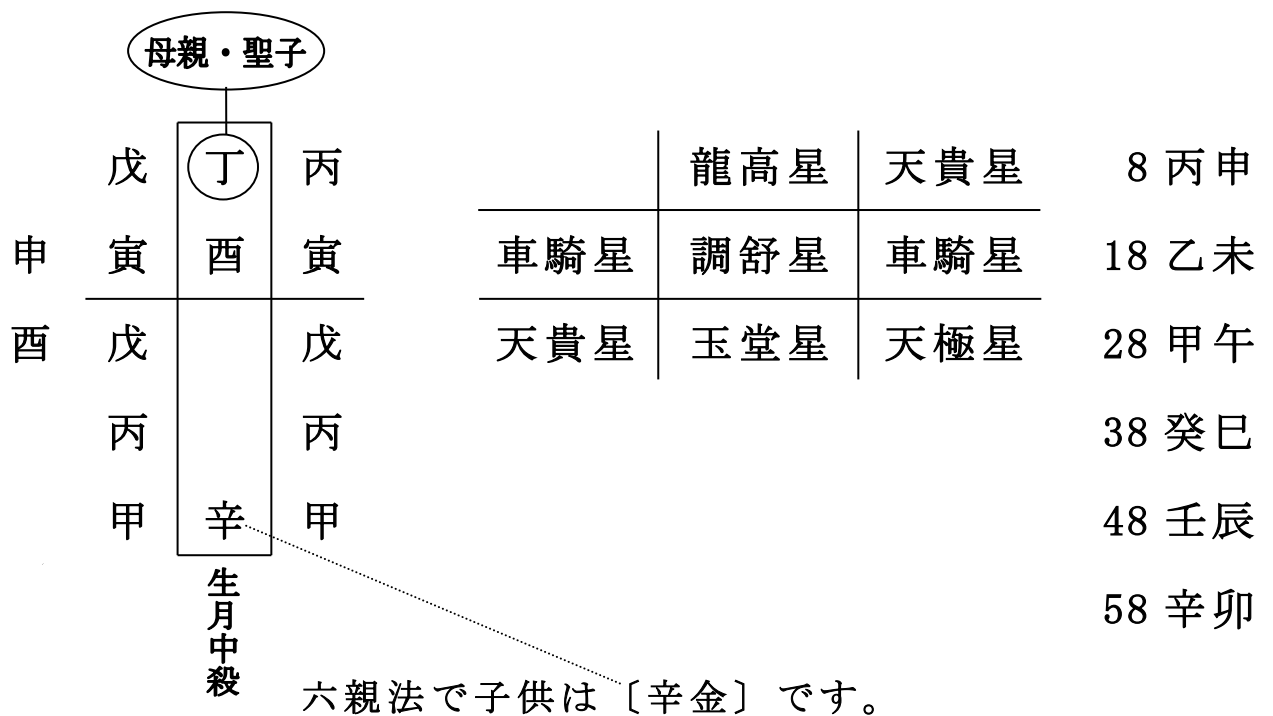 母親・聖子
戊 丁 丙
申 寅 酉 寅
酉 戊 戊
丙 丙
甲 辛 甲
生月中殺
龍高星 天貴星
車騎星 調舒星 車騎星
天貴星 玉堂星 天極星
8 丙申
18 乙未
28 甲午
38 癸巳
48 壬辰
58 辛卯
六親法で子供は〔辛金〕です。